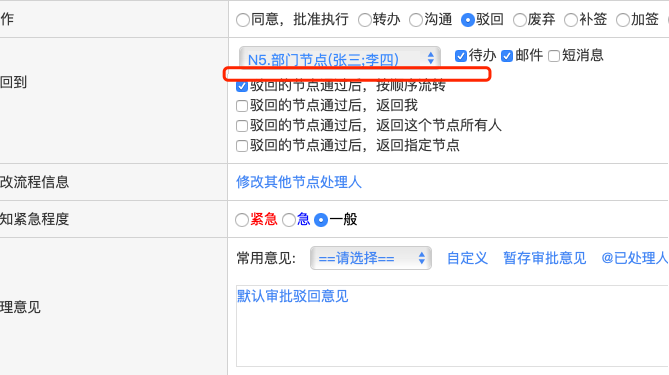 作 同意，批准执行 转办 沟通 驳回 废弃 补签 加签
N5.部门节点(张三;李四) 待办 邮件 短消息
回到
驳回的节点通过后，按顺序流转
驳回的节点通过后，返回我
驳回的节点通过后，返回这个节点所有人
驳回的节点通过后，返回指定节点
改流程信息 修改其他节点处理人
知紧急程度 紧急 急 一般
常用意见: ==请选择== 自定义 暂存审批意见 @已处理人
理意见
默认审批驳回意见